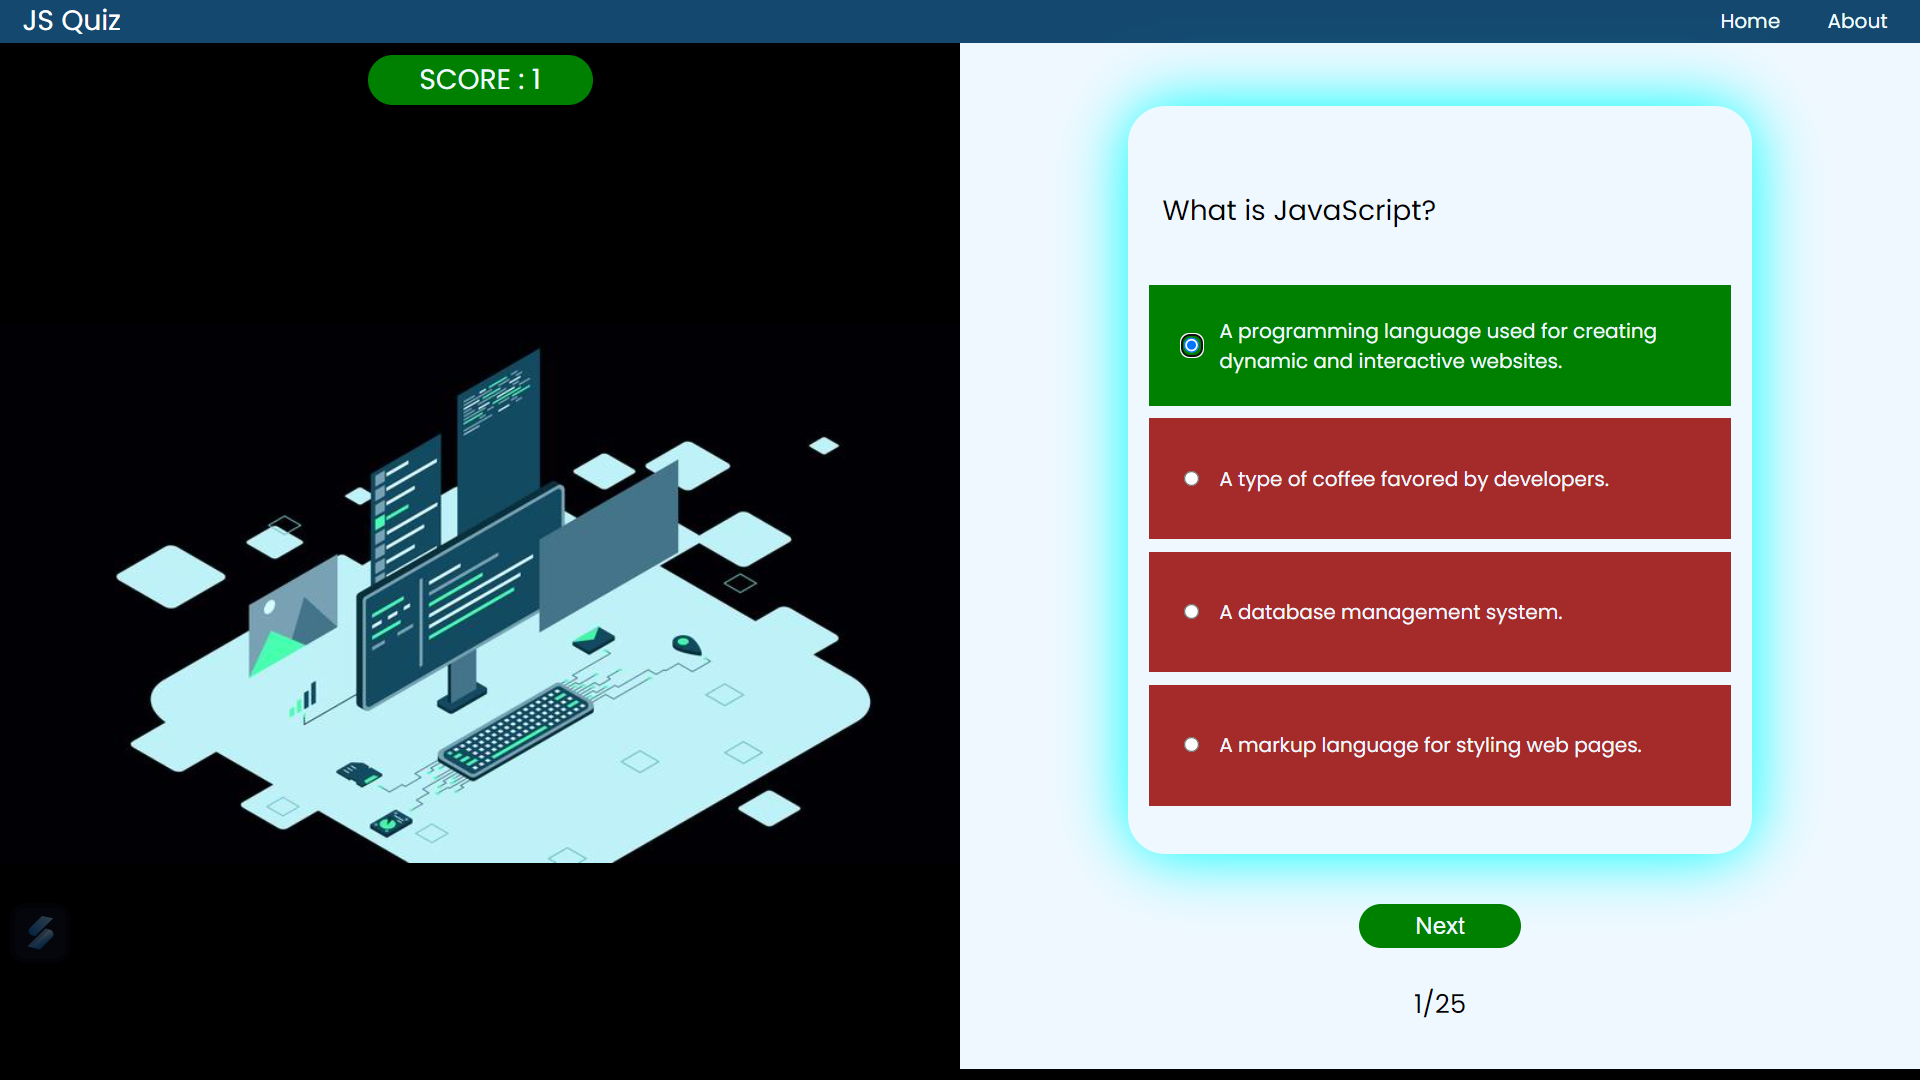 JS Quiz
Home
About
SCORE : 1
What is JavaScript?
A programming language used for creating
dynamic and interactive websites.
A type of coffee favored by developers.
A database management system.
A markup language for styling web pages.
Next
1/25